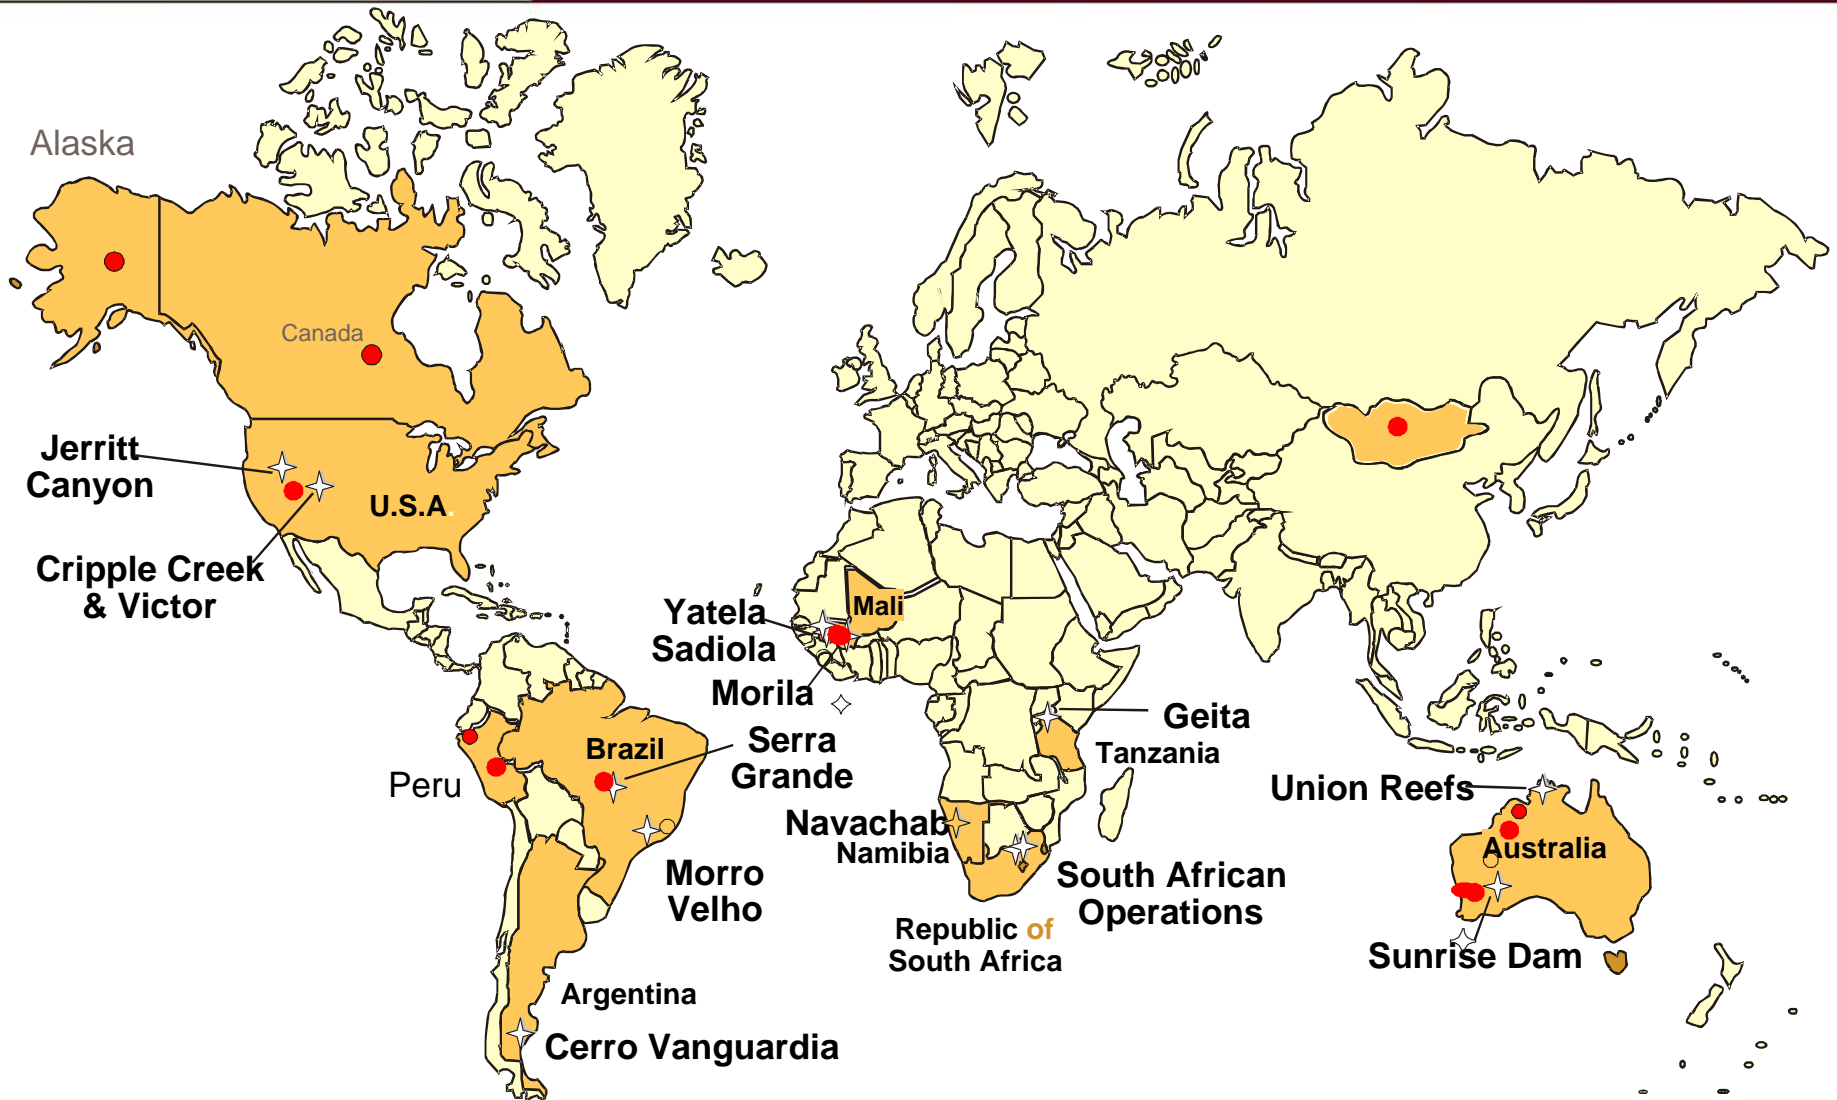 Alaska
Canada
Jerritt
Canyon
U.S.A.
Cripple Creek
& Victor
Mali
Yatela
Sadiola
Morila
Geita
Tanzania
Brazil
Serra
Grande
Peru
Union Reefs
Navachab
Namibia
Australia
Morro
Velho
South African
Operations
Republic of
South Africa
Sunrise Dam
Argentina
Cerro Vanguardia